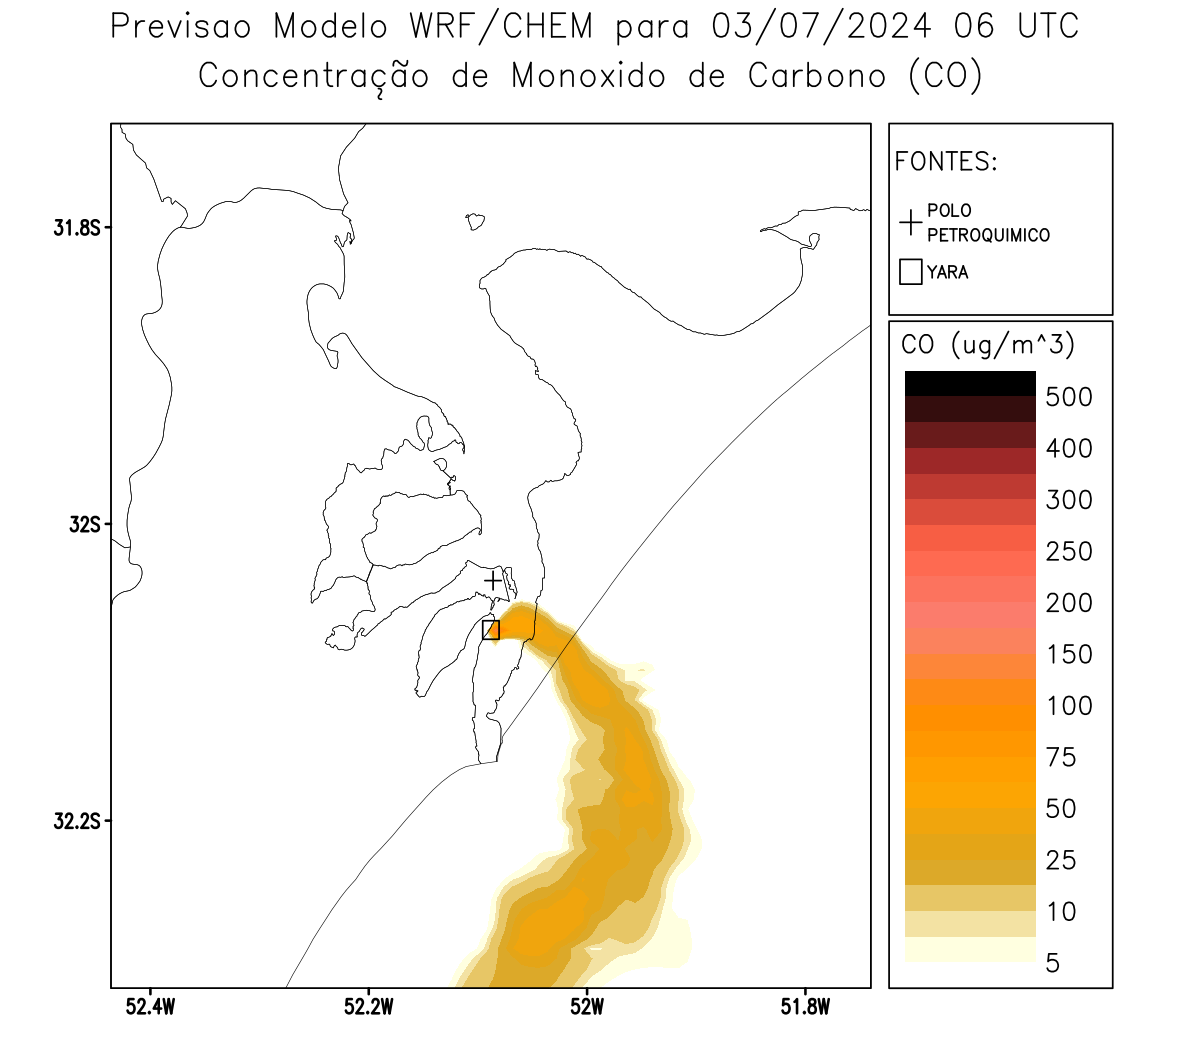 Previsao Modelo WRF/CHEM para 03/07/2024 06 UTC
Concentração de Monoxido de Carbono (CO)
FONTES:
POLO
PETROQUIMICO
YARA
CO (ug/m^3)
500
400
300
250
200
150
100
75
50
25
10
5
31.8S
32S
32.2S
52.4W
52.2W
52W
51.8W